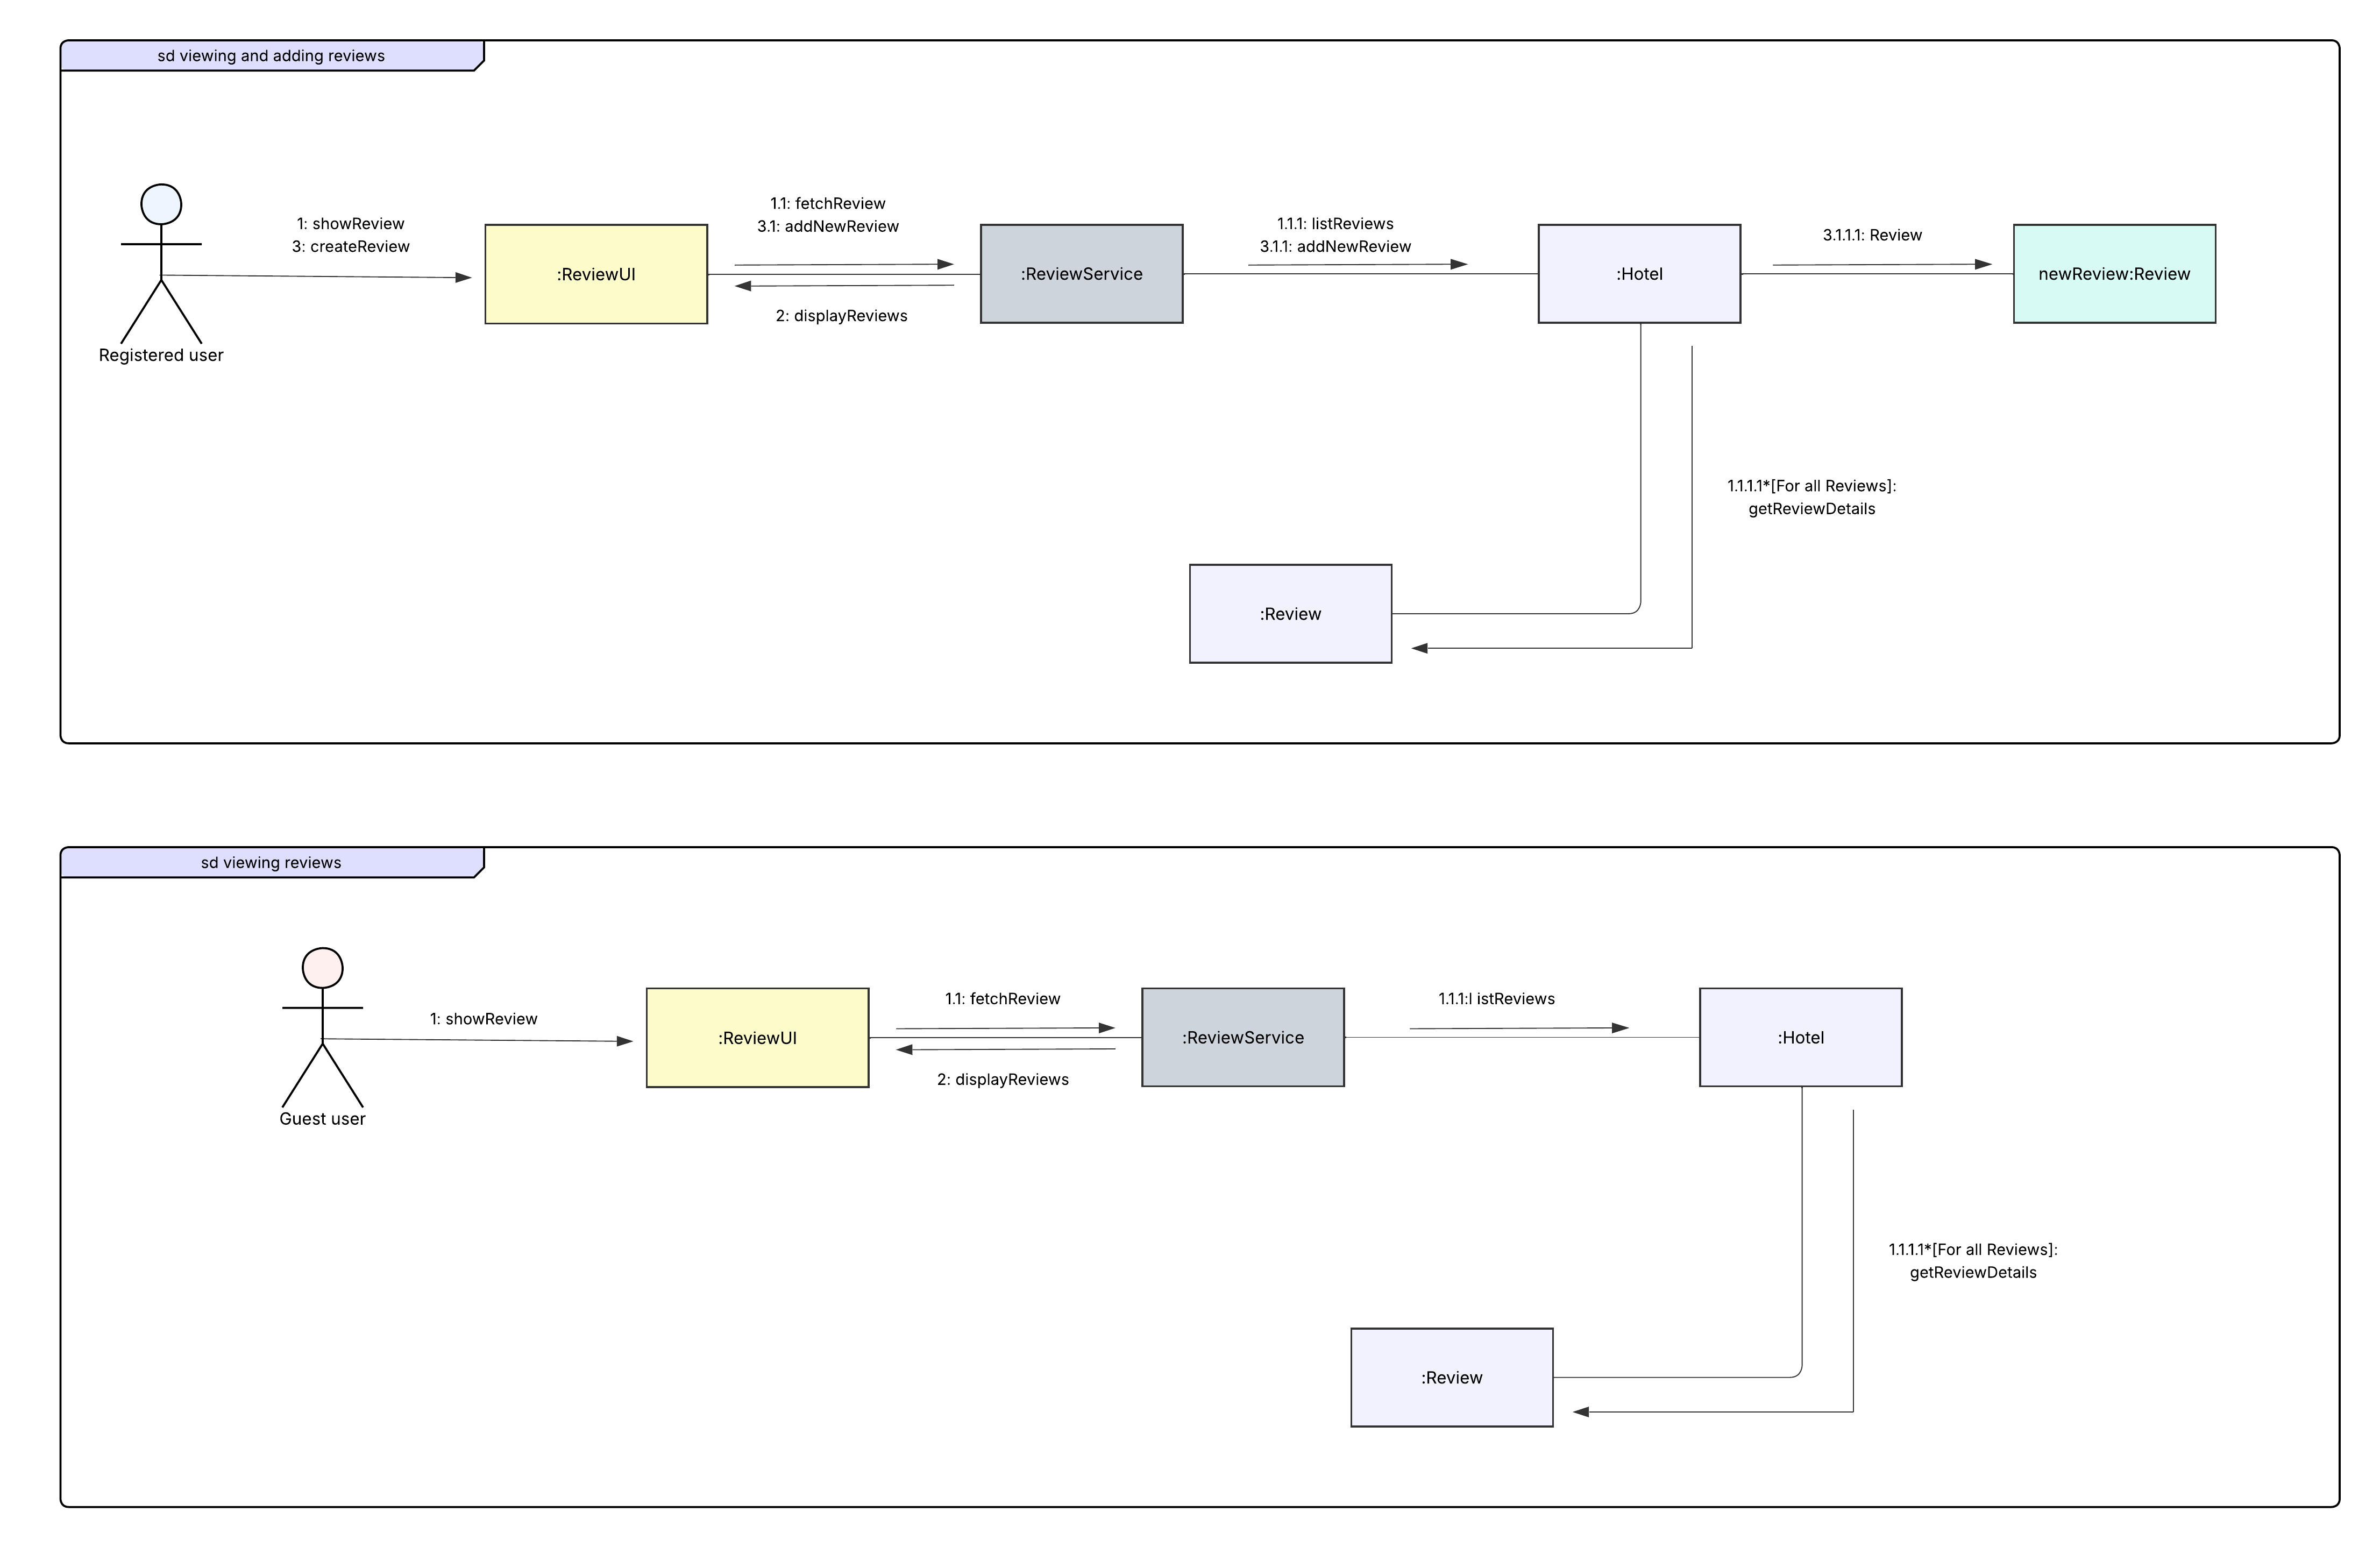 sd viewing and adding reviews
1: showReview
3: createReview
1.1: fetchReview
3.1: addNewReview
1.1.1: listReviews
3.1.1: addNewReview
3.1.1.1: Review
:ReviewUI
:ReviewService
:Hotel
newReview:Review
2: displayReviews
Registered user
1.1.1.1*[For all Reviews]:
getReviewDetails
:Review
sd viewing reviews
1: showReview
1.1: fetchReview
1.1.1:l istReviews
:ReviewUI
:ReviewService
:Hotel
2: displayReviews
Guest user
1.1.1.1*[For all Reviews]:
getReviewDetails
:Review